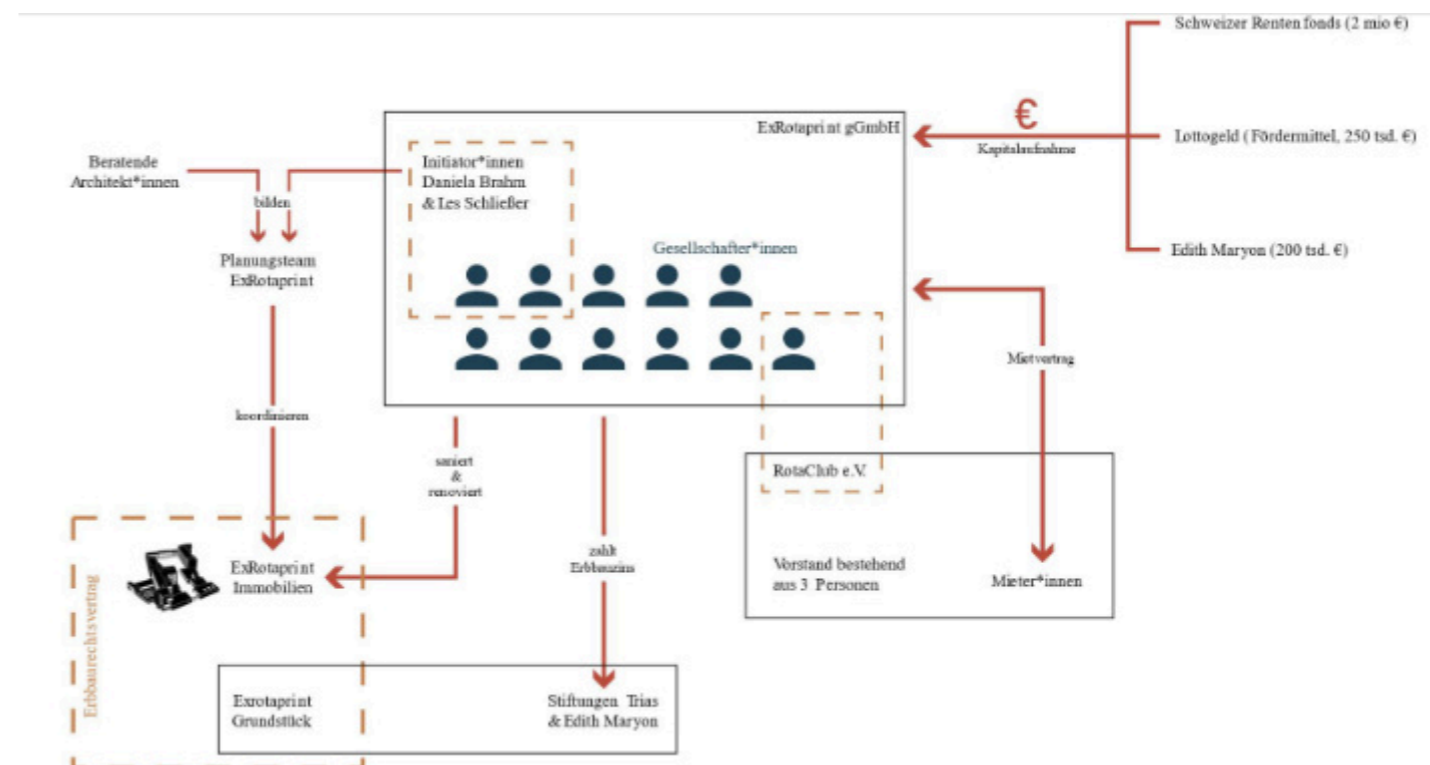 Schweizer Rentenfonds (2 mio €)
ExRotaprint gGmbH
€
Kapitalaufnahme
Lottogeld (Fördermittel, 250 tsd. €)
Edith Maryon (200 tsd. €)
Beratende
Architekt*innen
bilden
Initiator*innen
Daniela Brahm
& Les Schließer
Gesellschafter*innen
Planungsteam
ExRotaprint
koordinieren
Mietvertrag
saniert
&
renoviert
zahlt
Erbbauzins
RotaClub e.V.
Vorstand bestehend
aus 3 Personen
Mieter*innen
ExRotaprint
Immobilien
Erbbaurechtsvertrag
Exrotaprint
Grundstück
Stiftungen Trias
& Edith Maryon